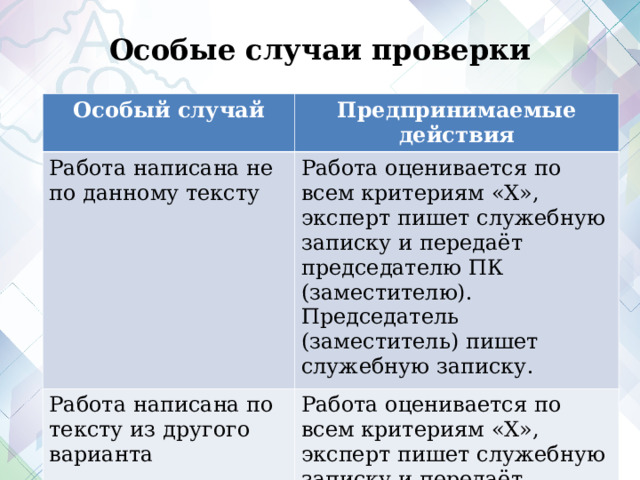 Особые случаи проверки
Особый случай
Предпринимаемые
действия
Работа написана не
по данному тексту
Работа оценивается по
всем критериям «Х»,
эксперт пишет служебную
записку и передаёт
председателю ПК
(заместителю).
Председатель
(заместитель) пишет
служебную записку.
Работа написана по
тексту из другого
варианта
Работа оценивается по
всем критериям «Х»,
эксперт пишет служебную
записку и передаёт